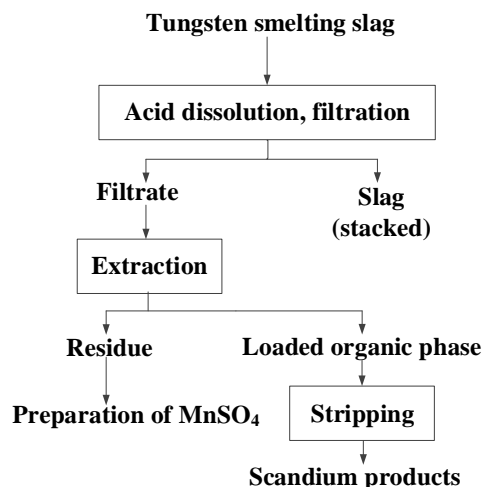 Tungsten smelting slag
Acid dissolution, filtration
Filtrate
Slag
(stacked)
Extraction
Residue
Loaded organic phase
Preparation of MnSO₄
Stripping
Scandium products